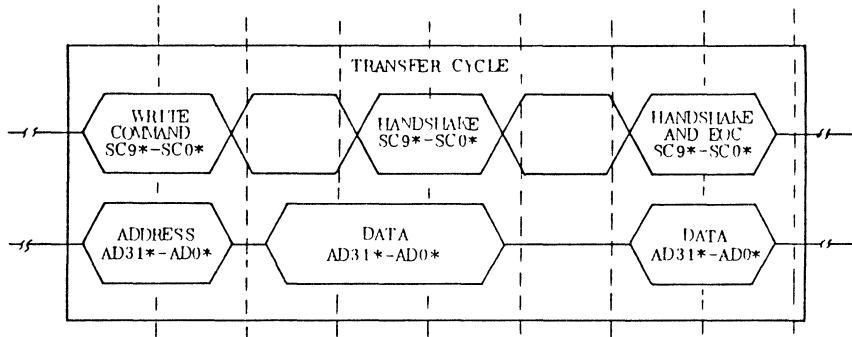 TRANSFER CYCLE
WRITE
COMMAND
SC9*-SC0*
HANDSHAKE
SC9*-SC0*
HANDSHAKE
AND EOC
SC9*-SC0*
ADDRESS
AD31*-AD0*
DATA
AD31*-AD0*
DATA
AD31*-AD0*